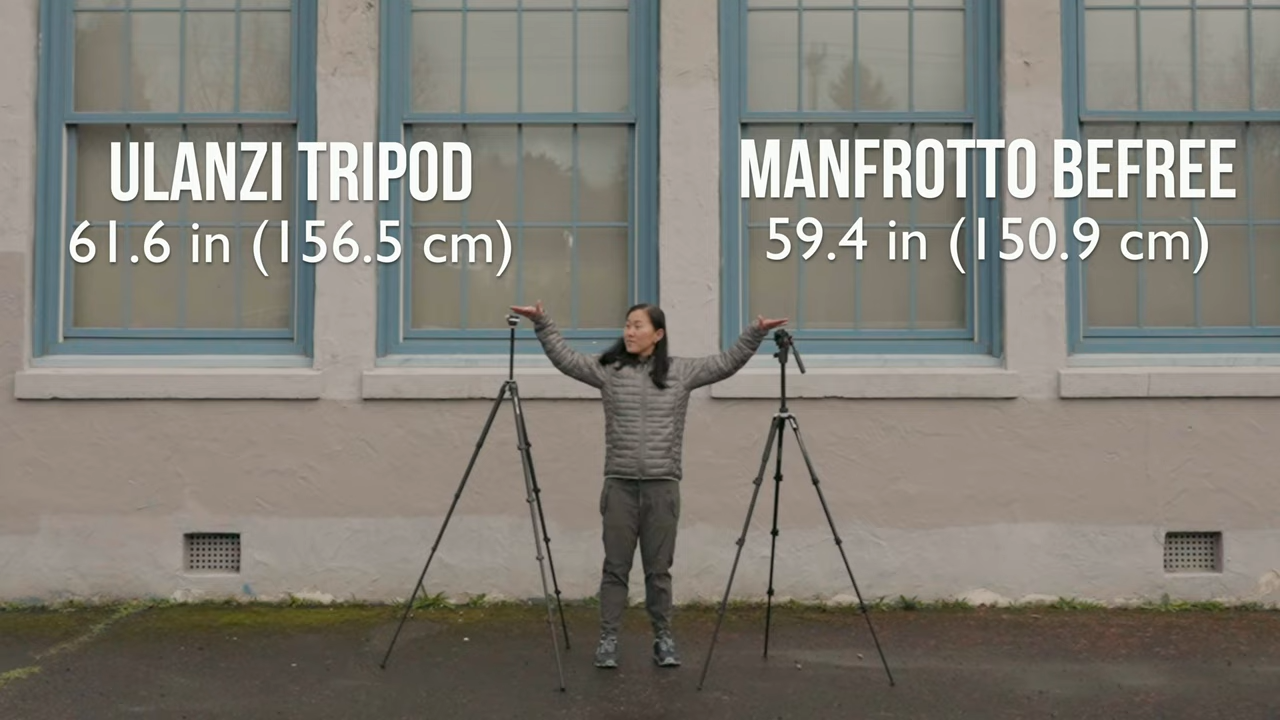 ULANZI TRIPOD
61.6 in (156.5 cm)
MANFROTTO BEFREE
59.4 in (150.9 cm)